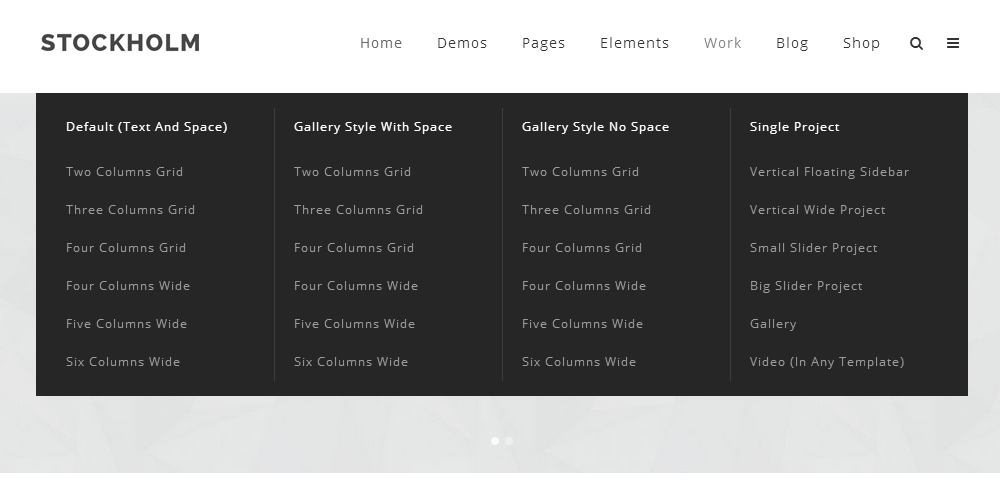 STOCKHOLM
Home Demos Pages Elements Work Blog Shop
Default (Text And Space)
Two Columns Grid
Three Columns Grid
Four Columns Grid
Four Columns Wide
Five Columns Wide
Six Columns Wide
Gallery Style With Space
Two Columns Grid
Three Columns Grid
Four Columns Grid
Four Columns Wide
Five Columns Wide
Six Columns Wide
Gallery Style No Space
Two Columns Grid
Three Columns Grid
Four Columns Grid
Four Columns Wide
Five Columns Wide
Six Columns Wide
Single Project
Vertical Floating Sidebar
Vertical Wide Project
Small Slider Project
Big Slider Project
Gallery
Video (In Any Template)